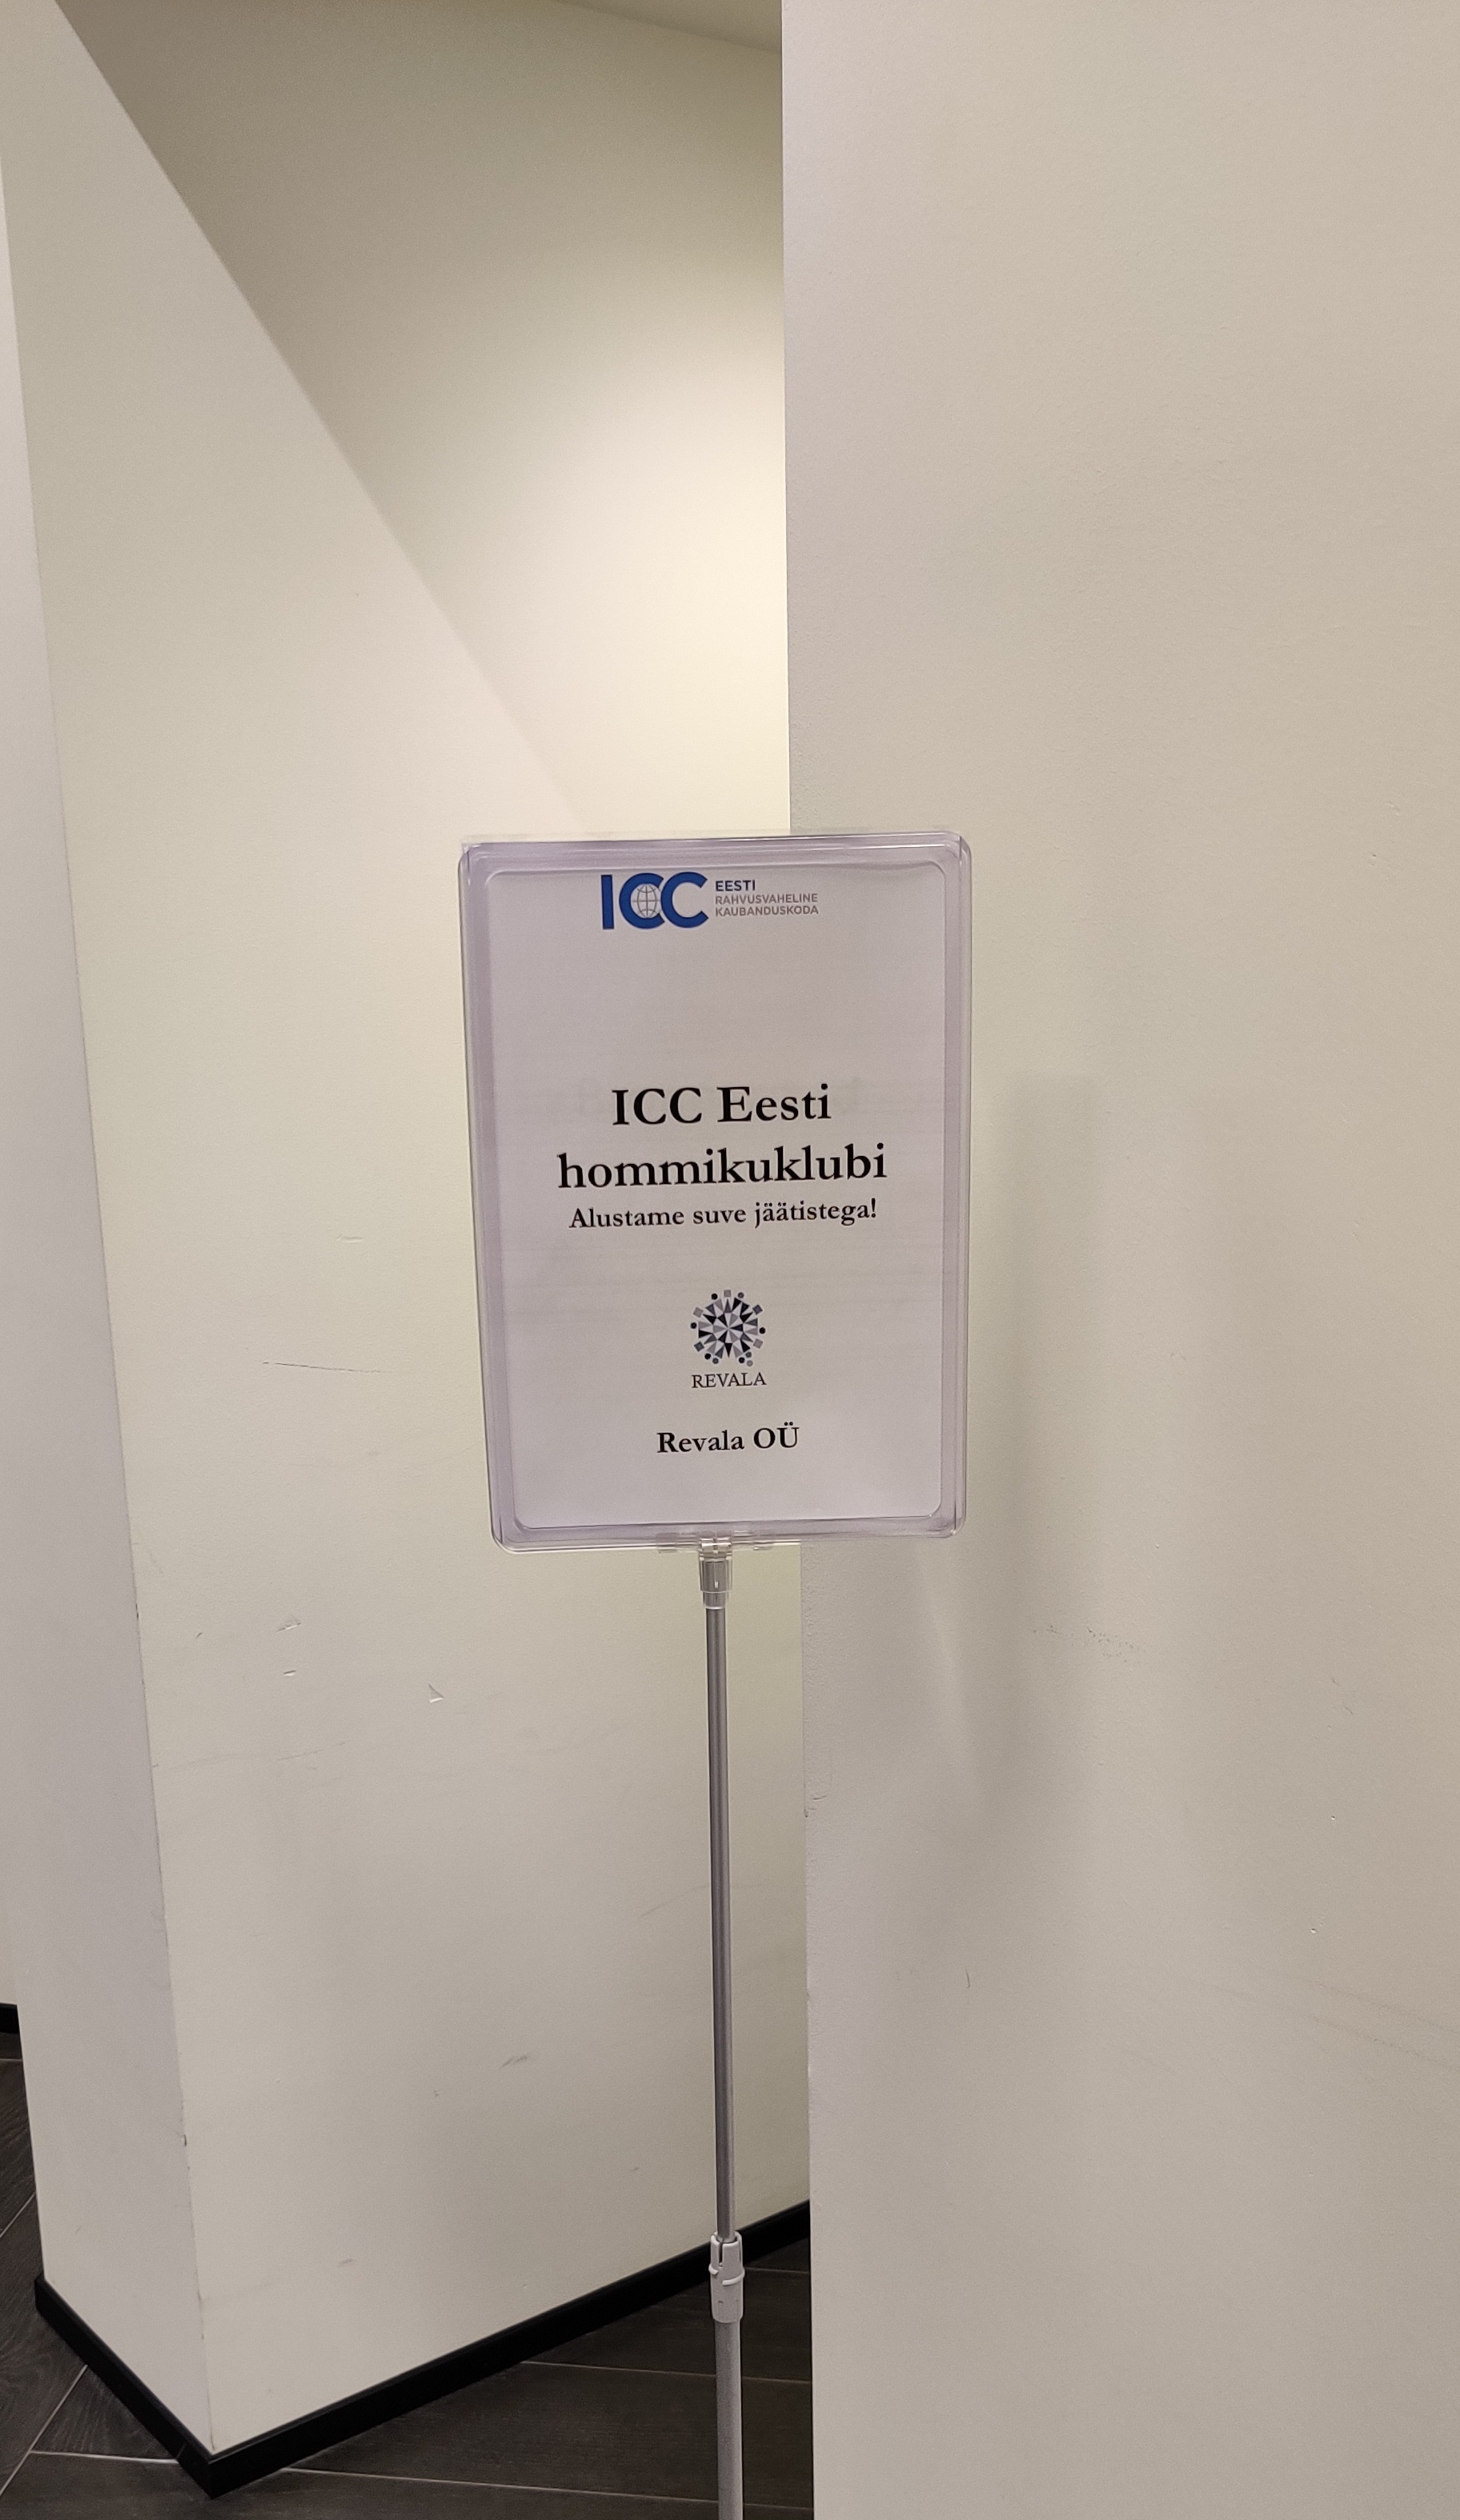 ICC EESTI
RAHVUSVAHELINE
KAUBANDUSKODA
ICC Eesti
hommikuklubi
Alustame suve jäätistega!
REVALA
Revala OÜ